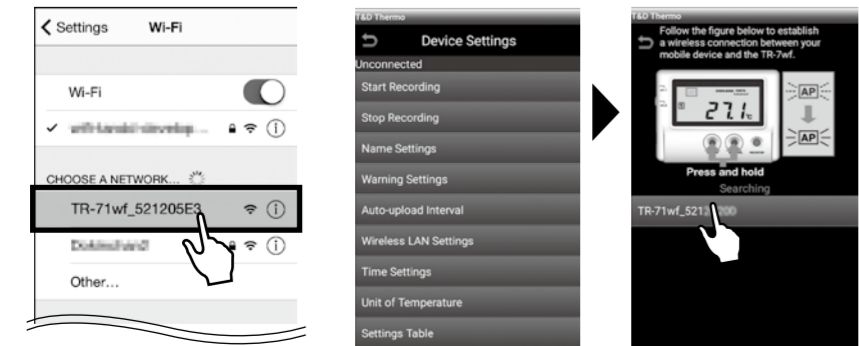 Settings Wi-Fi
Wi-Fi
CHOOSE A NETWORK...
TR-71wf_521205E3
Other...
T&D Thermo
Device Settings
Unconnected
Start Recording
Stop Recording
Name Settings
Warning Settings
Auto-upload Interval
Wireless LAN Settings
Time Settings
Unit of Temperature
Settings Table
T&D Thermo
Follow the figure below to establish
a wireless connection between your
mobile device and the TR-7wf.
27.1
AP
AP
Press and hold
Searching
TR-71wf_521